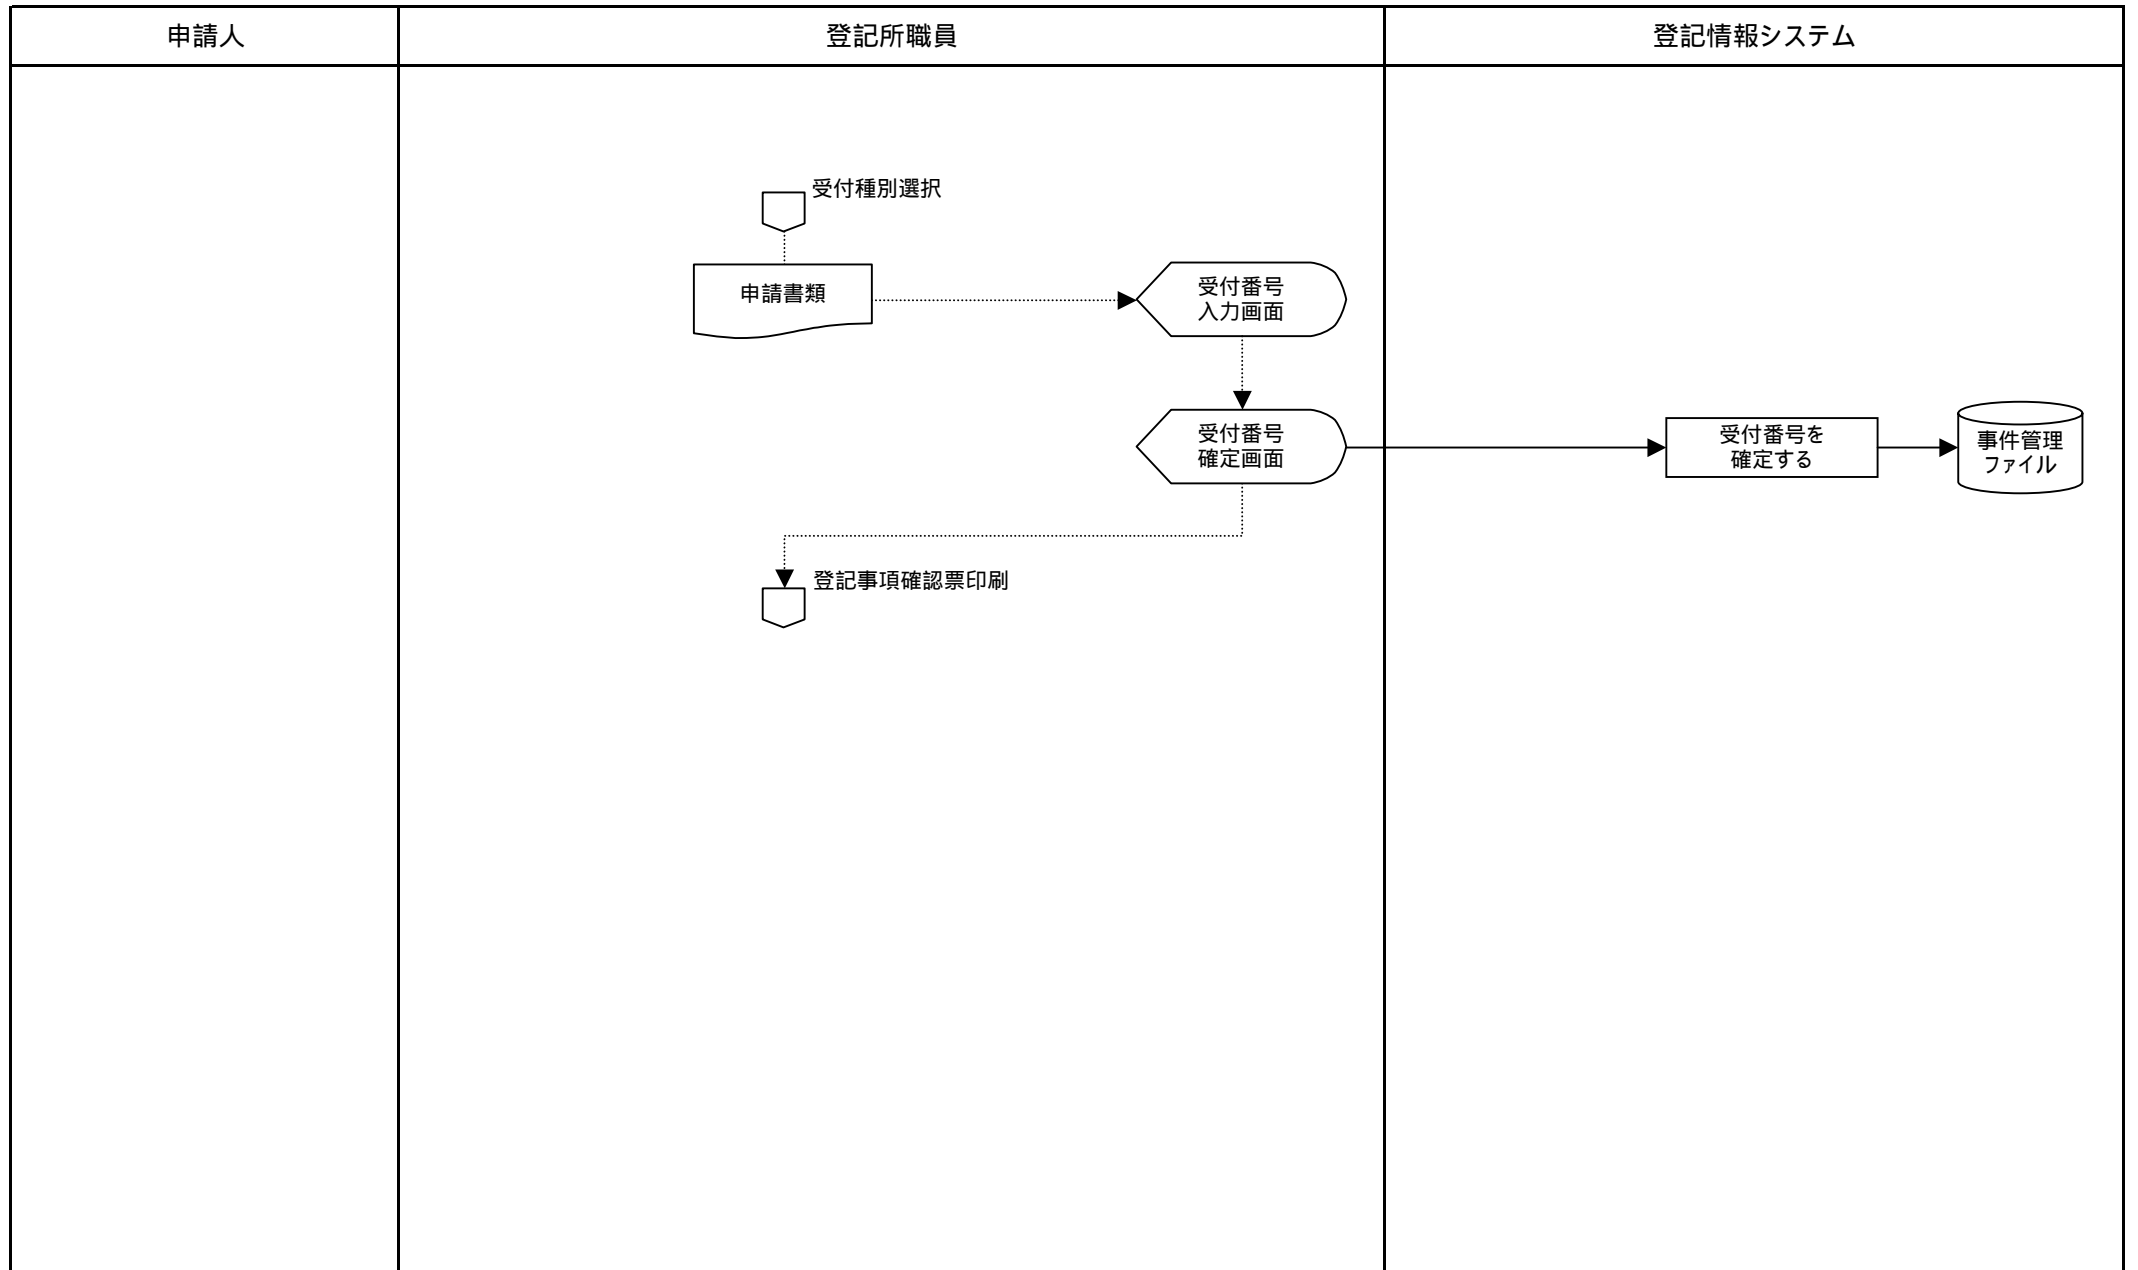 申請人
登記所職員
登記情報システム
受付種別選択
申請書類
受付番号
入力画面
受付番号
確定画面
受付番号を
確定する
事件管理
ファイル
登記事項確認票印刷